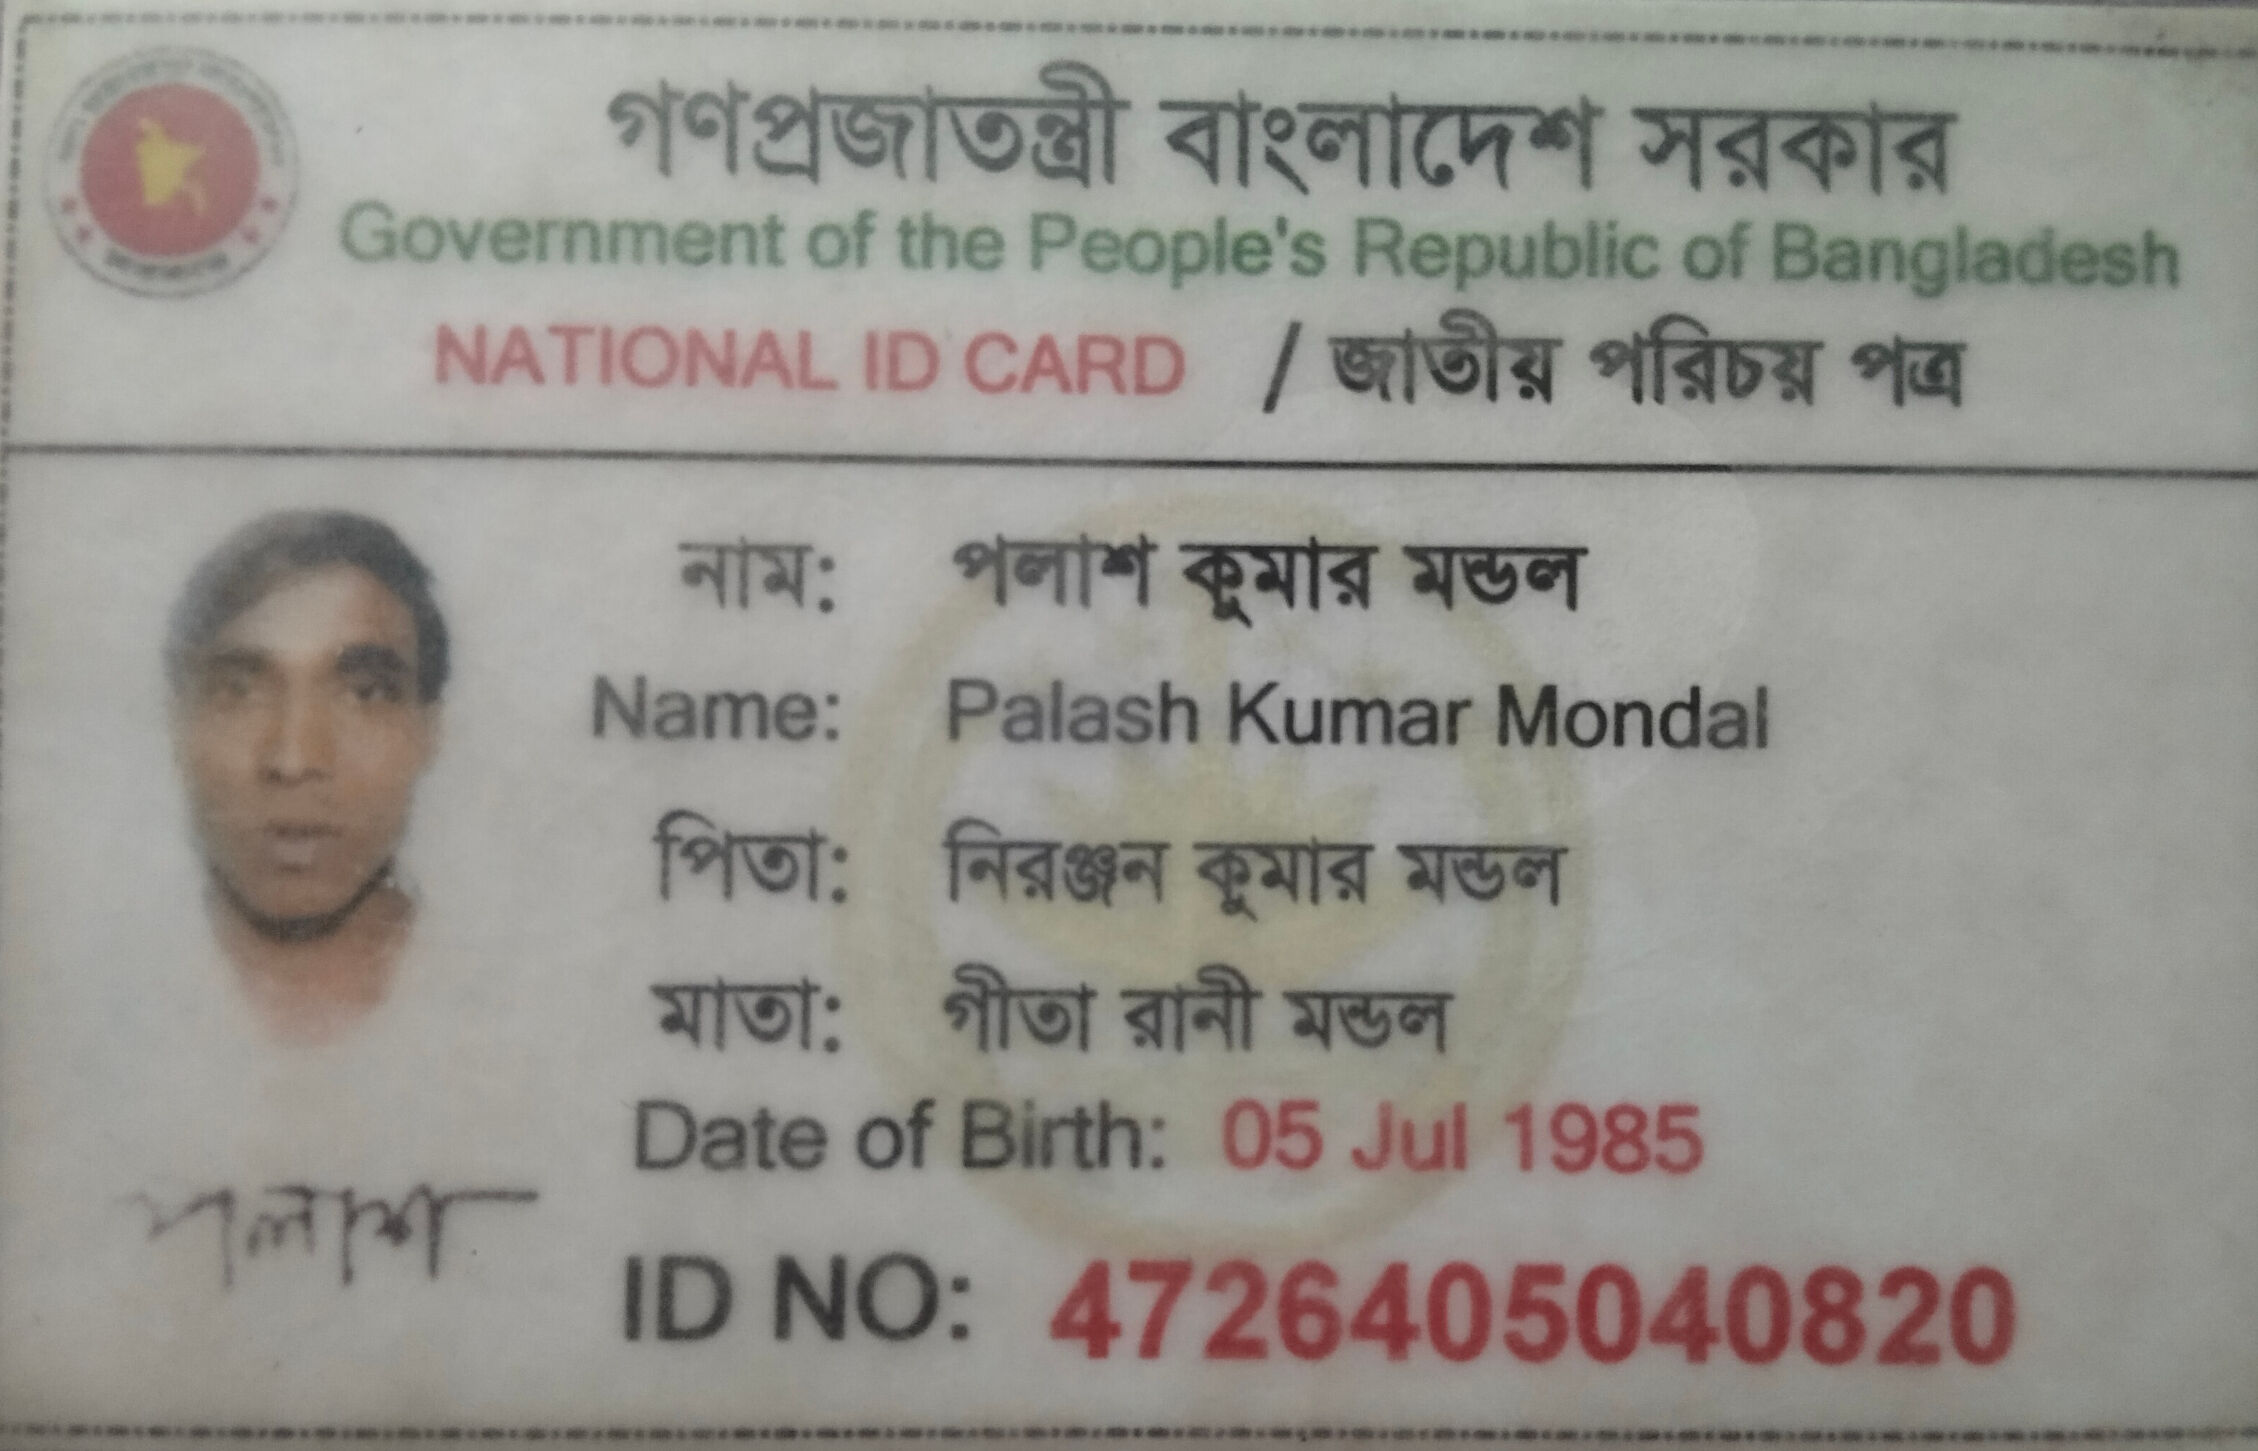 গণপ্রজাতন্ত্রী বাংলাদেশ সরকার
Government of the People's Republic of Bangladesh
NATIONAL ID CARD / জাতীয় পরিচয় পত্র
নাম: পলাশ কুমার মন্ডল
Name: Palash Kumar Mondal
পিতা: নিরঞ্জন কুমার মন্ডল
মাতা: গীতা রানী মন্ডল
Date of Birth: 05 Jul 1985
পলাশ
ID NO: 4726405040820